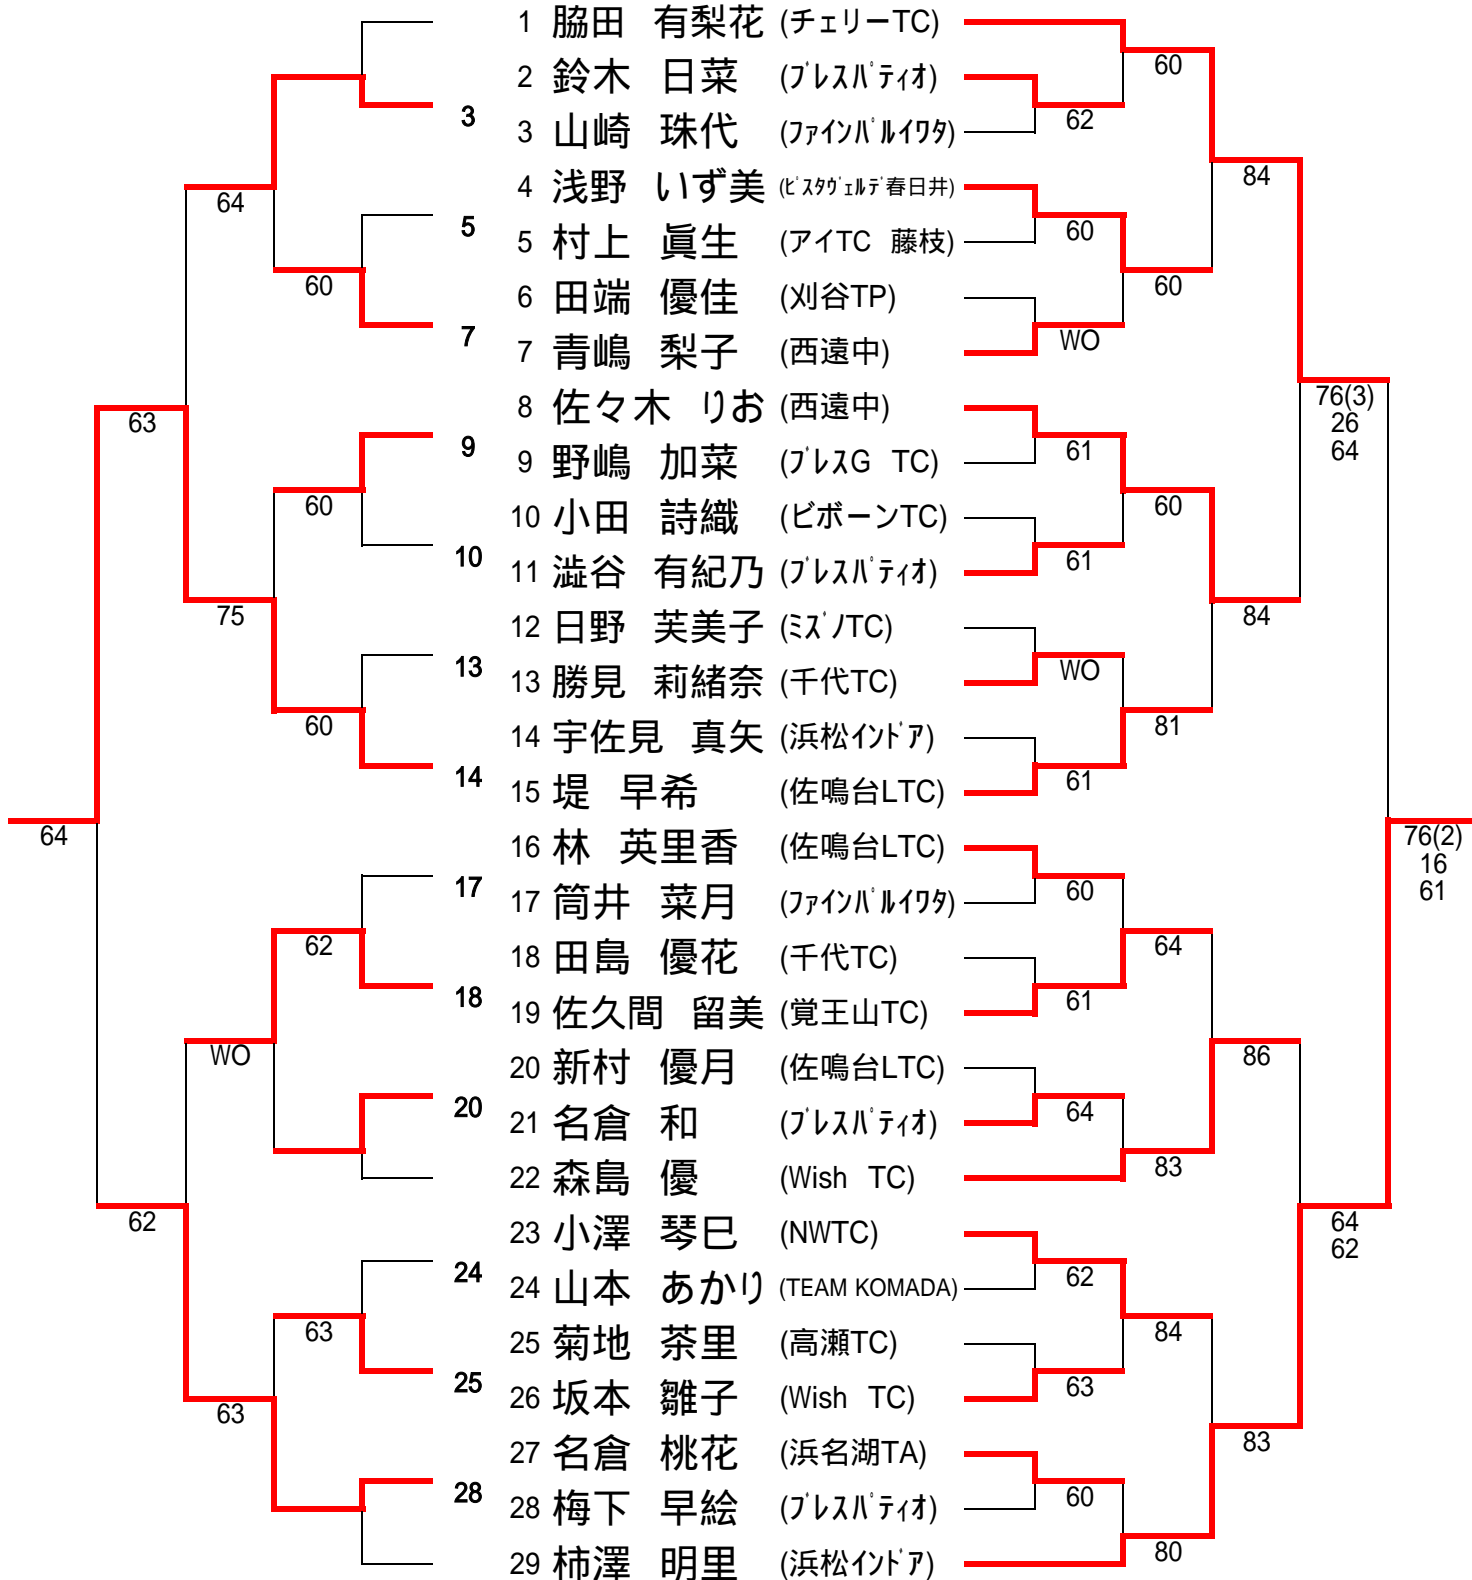 1 脇田 有梨花 (チェリーTC)
60
2 鈴木 日菜 (ﾌﾞﾚｽﾊﾟﾃｨｵ)
3
62
3 山崎 珠代 (ﾌｧｲﾝﾊﾟﾙｲﾜﾀ)
84
4 浅野 いず美 (ﾋﾞｽﾀｳﾞｪﾙﾃﾞ春日井)
64
5
60
5 村上 眞生 (アイTC 藤枝)
60
60
6 田端 優佳 (刈谷TP)
7
WO
7 青嶋 梨子 (西遠中)
76(3)
8 佐々木 りお (西遠中)
63
26
9
61
64
9 野嶋 加菜 (ﾌﾞﾚｽG TC)
60
60
10 小田 詩織 (ビボーンTC)
10
61
11 澁谷 有紀乃 (ﾌﾞﾚｽﾊﾟﾃｨｵ)
75
84
12 日野 芙美子 (ﾐｽﾞﾉTC)
13
WO
13 勝見 莉緒奈 (千代TC)
60
81
14 宇佐見 真矢 (浜松ｲﾝﾄﾞｱ)
14
61
15 堤 早希 (佐鳴台LTC)
64
76(2)
16 林 英里香 (佐鳴台LTC)
16
17
60
61
17 筒井 菜月 (ﾌｧｲﾝﾊﾟﾙｲﾜﾀ)
62
64
18 田島 優花 (千代TC)
18
61
19 佐久間 留美 (覚王山TC)
WO
86
20 新村 優月 (佐鳴台LTC)
20
64
21 名倉 和 (ﾌﾞﾚｽﾊﾟﾃｨｵ)
83
22 森島 優 (Wish TC)
62
64
23 小澤 琴巳 (NWTC)
62
24
62
24 山本 あかり (TEAM KOMADA)
63
84
25 菊地 茶里 (高瀬TC)
25
63
26 坂本 雛子 (Wish TC)
63
83
27 名倉 桃花 (浜名湖TA)
28
60
28 梅下 早絵 (ﾌﾞﾚｽﾊﾟﾃｨｵ)
80
29 柿澤 明里 (浜松ｲﾝﾄﾞｱ)